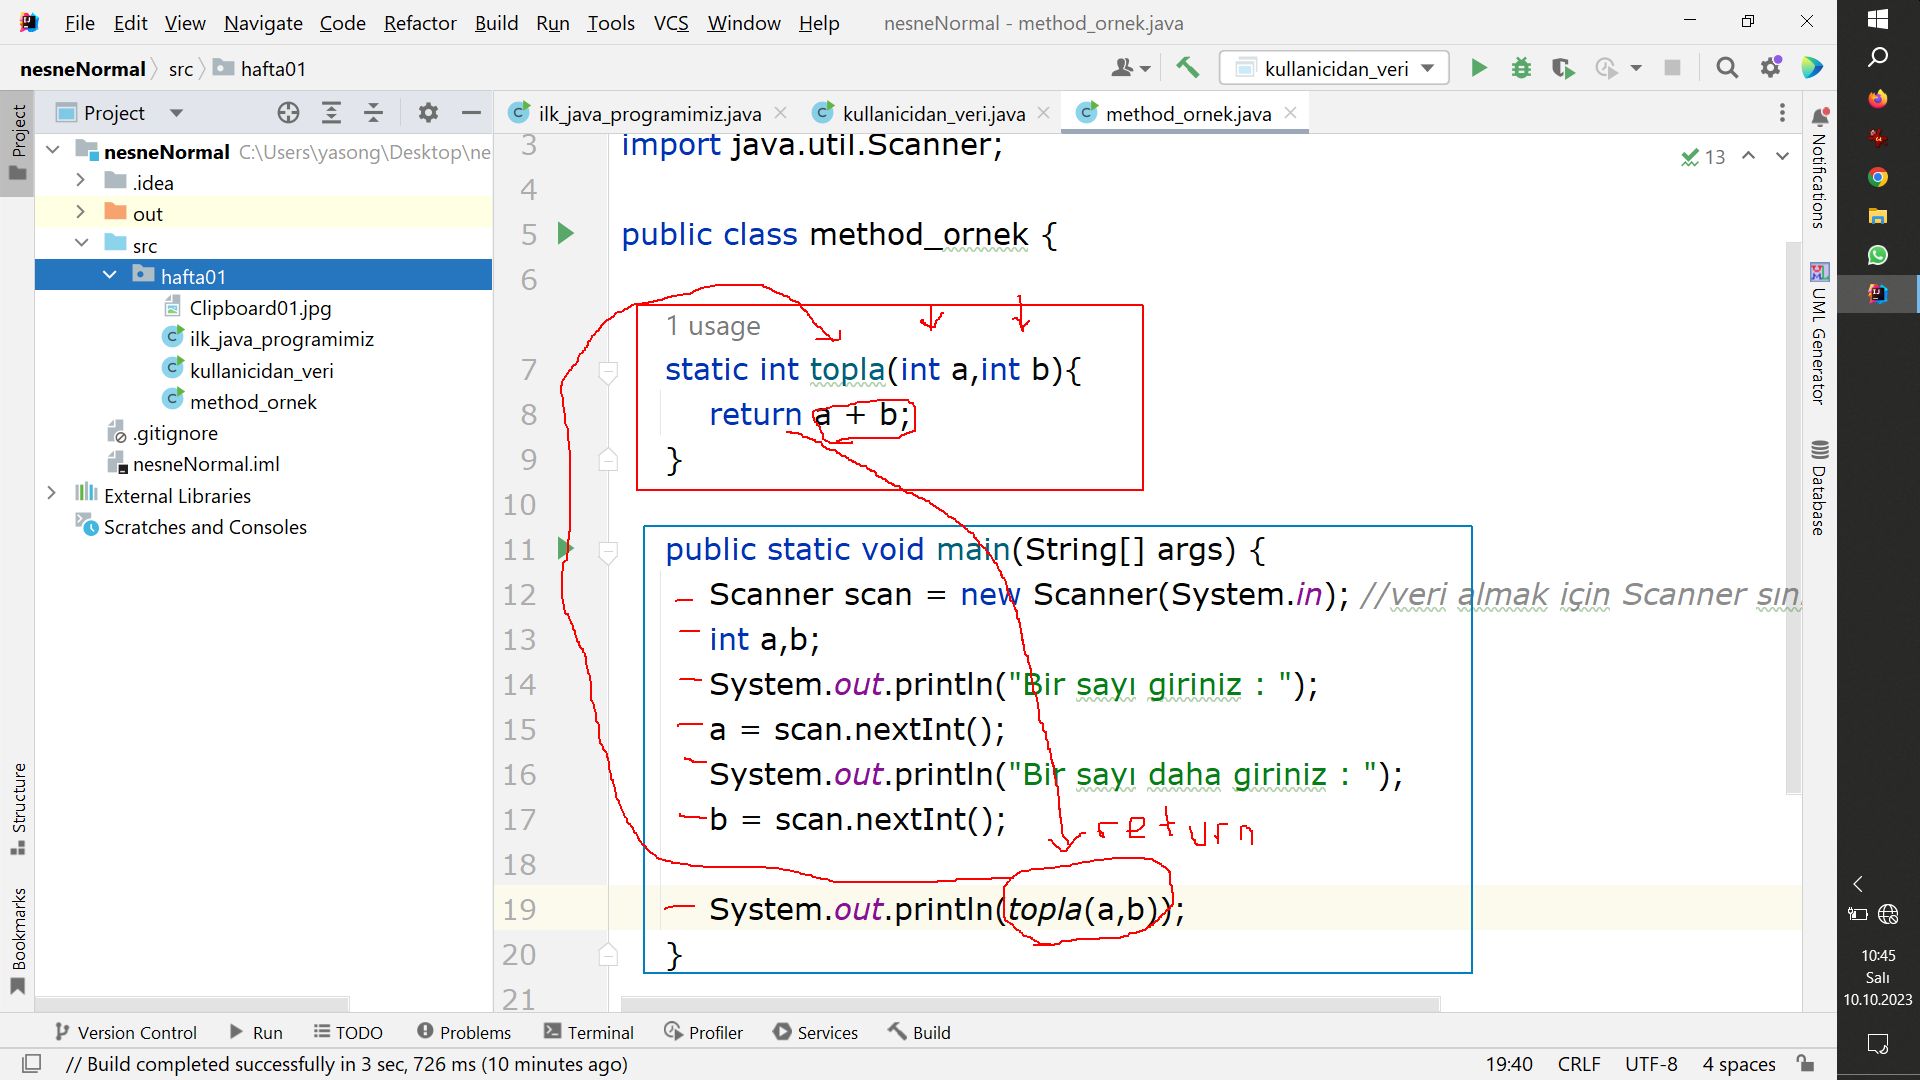 File Edit View Navigate Code Refactor Build Run Tools VCS Window Help nesneNormal - method_ornek.java
nesneNormal src hafta01 kullanicidan_veri
Project
Project
nesneNormal C:\Users\yasong\Desktop\ne
.idea
out
src
hafta01
Clipboard01.jpg
ilk_java_programimiz
kullanicidan_veri
method_ornek
.gitignore
nesneNormal.iml
External Libraries
Scratches and Consoles
Structure
Bookmarks
ilk_java_programimiz.java kullanicidan_veri.java method_ornek.java
13
3 import java.util.Scanner;
4
5 public class method_ornek {
6
1 usage
7 static int topla(int a,int b){
8 return a + b;
9 }
10
11 public static void main(String[] args) {
12 Scanner scan = new Scanner(System.in); //veri almak için Scanner sın
13 int a,b;
14 System.out.println("Bir sayı giriniz : ");
15 a = scan.nextInt();
16 System.out.println("Bir sayı daha giriniz : ");
17 b = scan.nextInt();
return
18
19 System.out.println(topla(a,b));
20 }
21
Notifications
UML Generator
Database
Version Control Run TODO Problems Terminal Profiler Services Build
// Build completed successfully in 3 sec, 726 ms (10 minutes ago) 19:40 CRLF UTF-8 4 spaces
10:45
Salı
10.10.2023